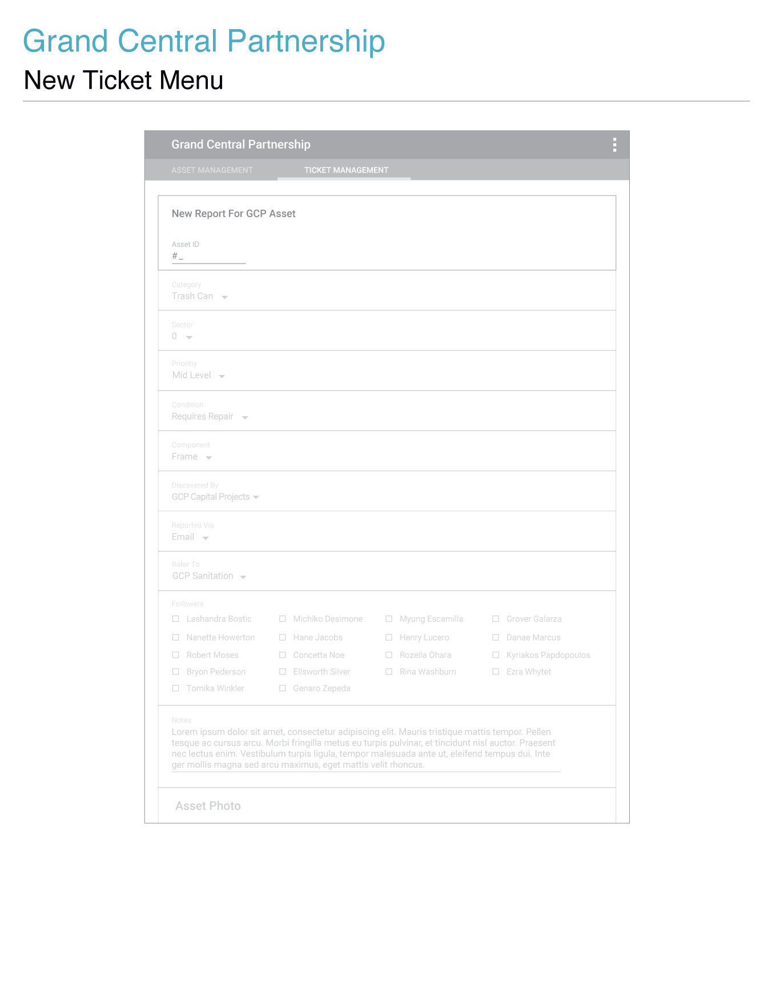 Grand Central Partnership
New Ticket Menu
Grand Central Partnership
ASSET MANAGEMENT TICKET MANAGEMENT
New Report For GCP Asset
Asset ID
#_
Category
Trash Can
Sector
0
Prioritiy
Mid Level
Condition
Requires Repair
Component
Frame
Discovered By
GCP Capital Projects
Reported Via
Email
Refer To
GCP Sanitation
Followers
Lashandra Bostic Michiko Desimone Myung Escamilla Grover Galarza
Nanette Howerton Hane Jacobs Henry Lucero Danae Marcus
Robert Moses Concetta Noe Rozella Ohara Kyriakos Papdopoulos
Bryon Pederson Ellsworth Silver Rina Washburn Ezra Whytet
Tomika Winkler Genaro Zepeda
Notes
Lorem ipsum dolor sit amet, consectetur adipiscing elit. Mauris tristique mattis tempor. Pellen
tesque ac cursus arcu. Morbi fringilla metus eu turpis pulvinar, et tincidunt nisl auctor. Praesent
nec lectus enim. Vestibulum turpis ligula, tempor malesuada ante ut, eleifend tempus dui. Inte
ger mollis magna sed arcu maximus, eget mattis velit rhoncus.
Asset Photo